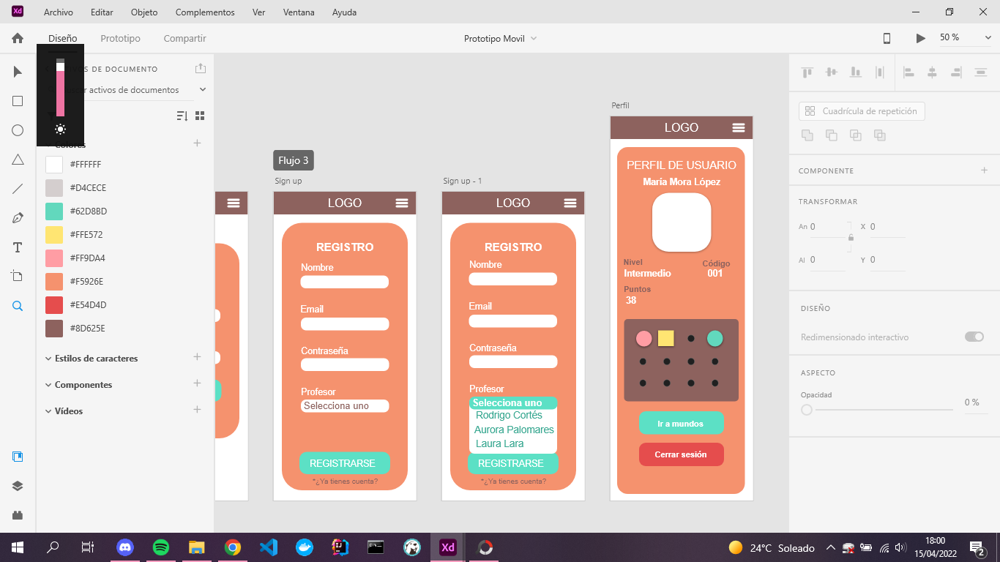 Xd Archivo Editar Objeto Complementos Ver Ventana Ayuda
Diseño Prototipo Compartir
Prototipo Movil
50 %
DE DOCUMENTO
activos de documentos
Colores
#FFFFFF
#D4CECE
#62D8BD
#FFE572
#FF9DA4
#F5926E
#E54D4D
#8D625E
Estilos de caracteres
Componentes
Vídeos
Flujo 3
Sign up
LOGO
REGISTRO
Nombre
Email
Contraseña
Profesor
Selecciona uno
REGISTRARSE
*¿Ya tienes cuenta?
Sign up - 1
LOGO
REGISTRO
Nombre
Email
Contraseña
Profesor
Selecciona uno
Rodrigo Cortés
Aurora Palomares
Laura Lara
REGISTRARSE
*¿Ya tienes cuenta?
Perfil
LOGO
PERFIL DE USUARIO
María Mora López
Nivel Código
Intermedio 001
Puntos
38
Ir a mundos
Cerrar sesión
Cuadrícula de repetición
COMPONENTE
TRANSFORMAR
An 0 X 0
Al 0 Y 0
DISEÑO
Redimensionado interactivo
ASPECTO
Opacidad
0 %
Xd
24°C Soleado
18:00
15/04/2022
2